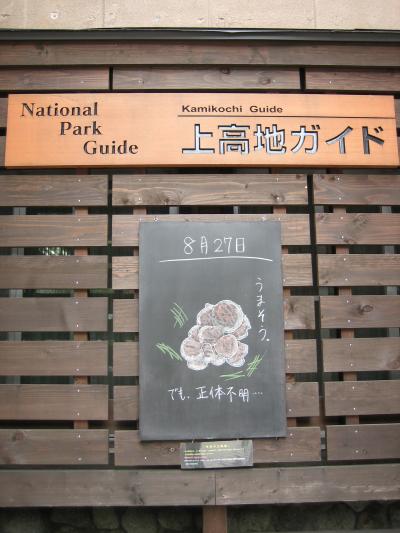 National
Park
Guide
Kamikochi Guide
上高地ガイド
8月27日
うまそう。
でも、正体不明…